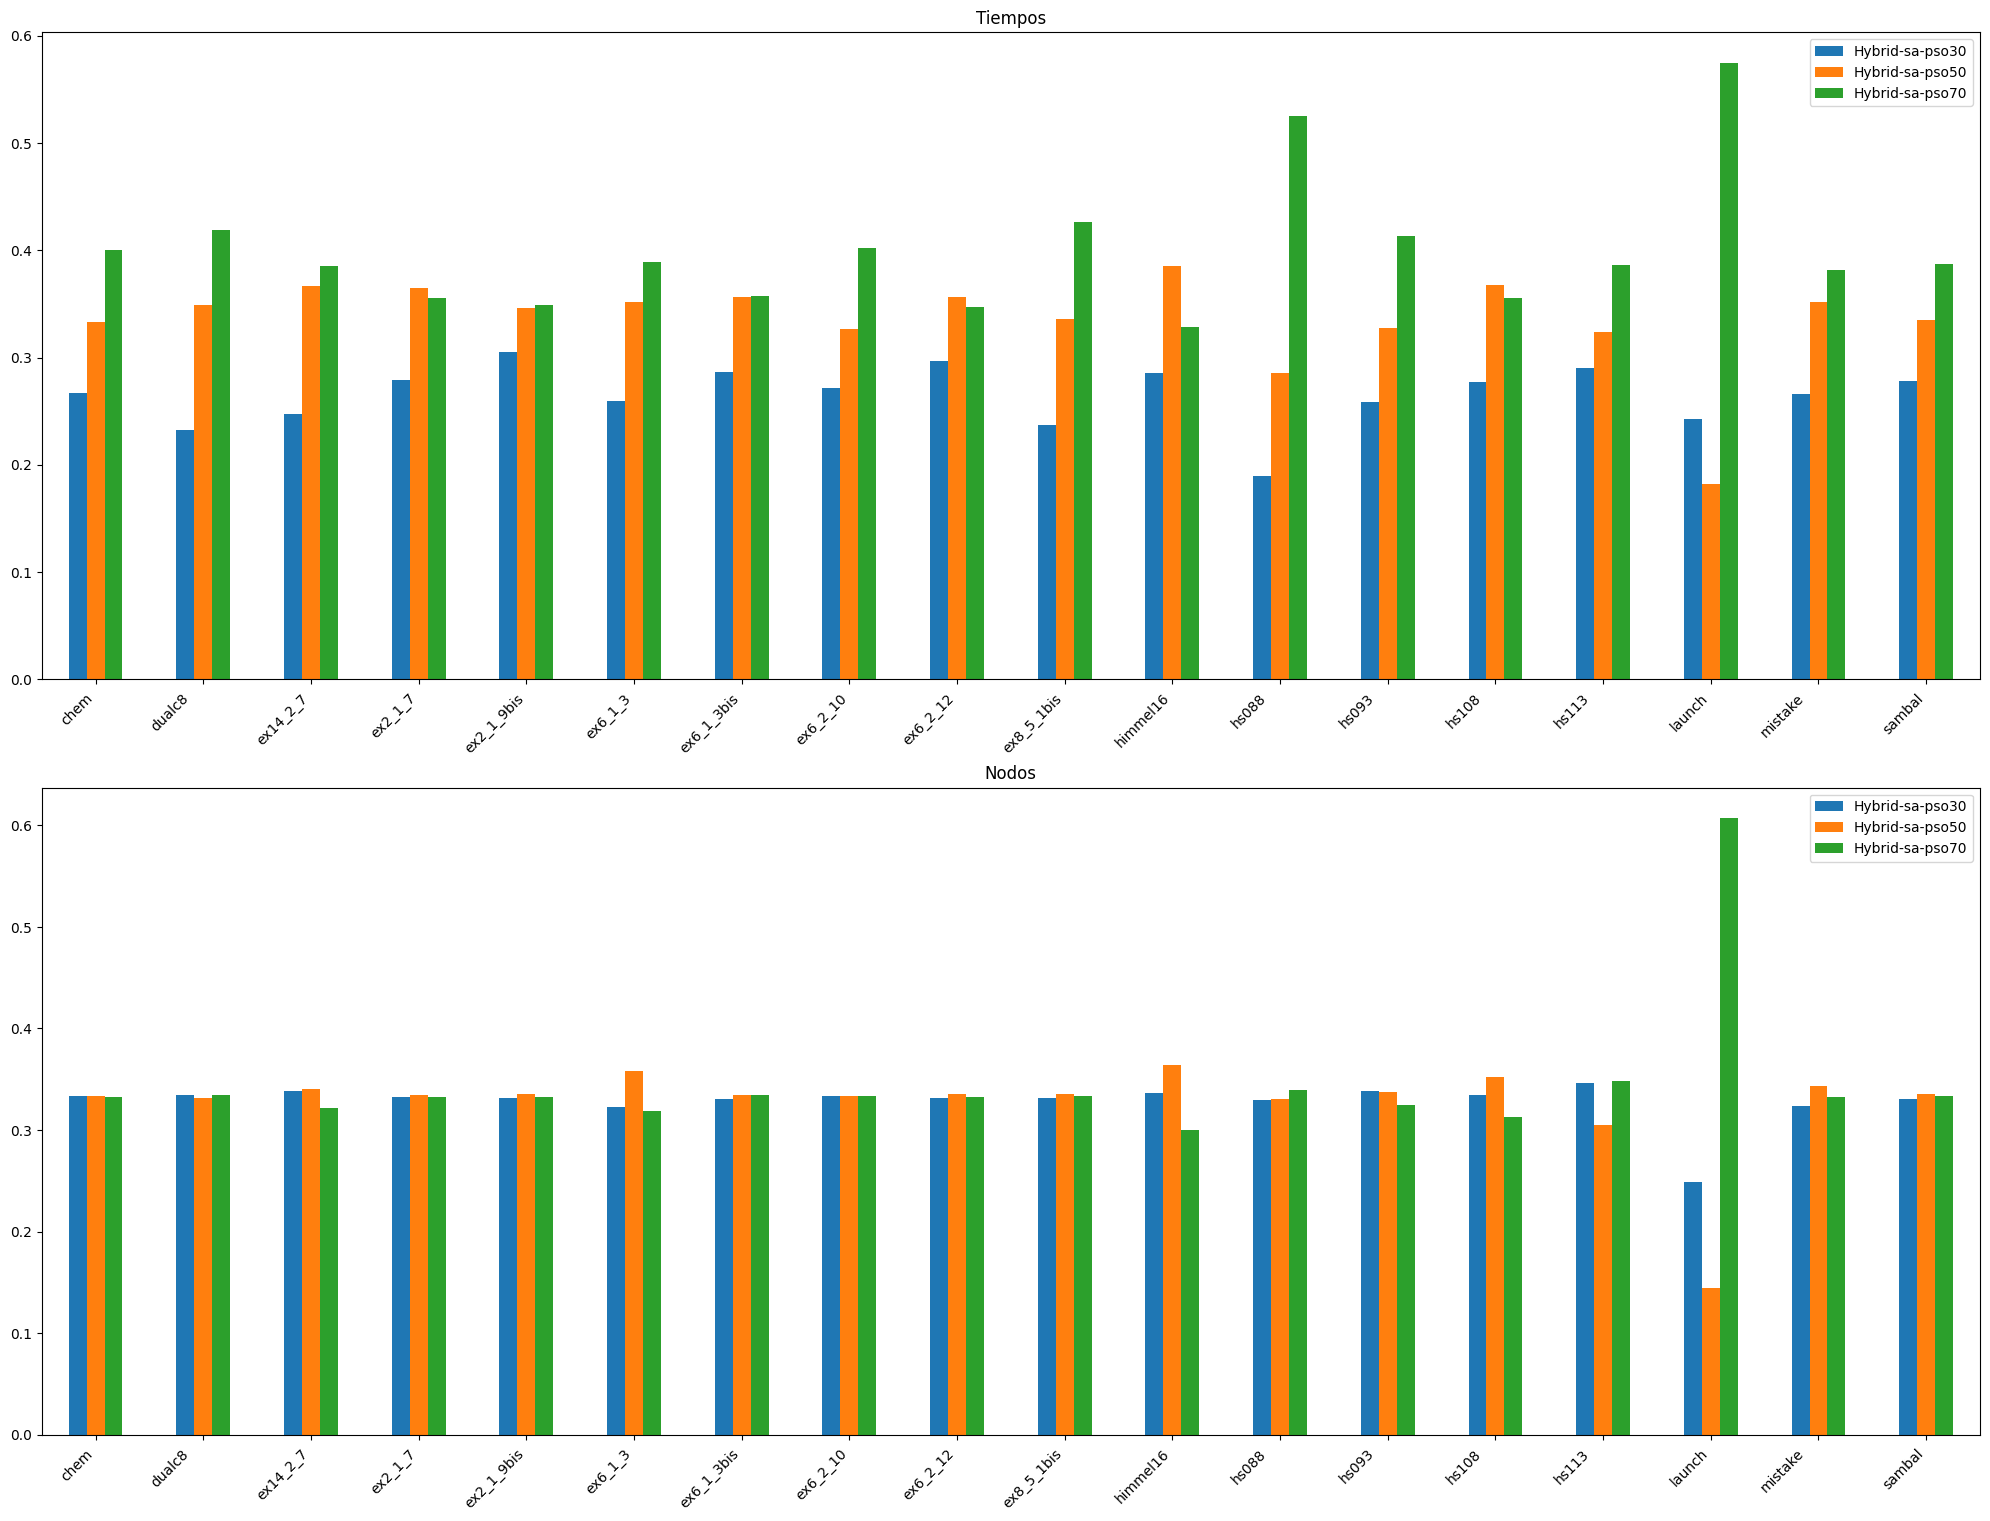 Tiempos
0.6
0.5
0.4
0.3
0.2
0.1
0.0
Hybrid-sa-pso30
Hybrid-sa-pso50
Hybrid-sa-pso70
chem
dualc8
ex14_2_7
ex2_1_7
ex2_1_9bis
ex6_1_3
ex6_1_3bis
ex6_2_10
ex6_2_12
ex8_5_1bis
himmel16
hs088
hs093
hs108
hs113
launch
mistake
sambal
Nodos
0.6
0.5
0.4
0.3
0.2
0.1
0.0
Hybrid-sa-pso30
Hybrid-sa-pso50
Hybrid-sa-pso70
chem
dualc8
ex14_2_7
ex2_1_7
ex2_1_9bis
ex6_1_3
ex6_1_3bis
ex6_2_10
ex6_2_12
ex8_5_1bis
himmel16
hs088
hs093
hs108
hs113
launch
mistake
sambal